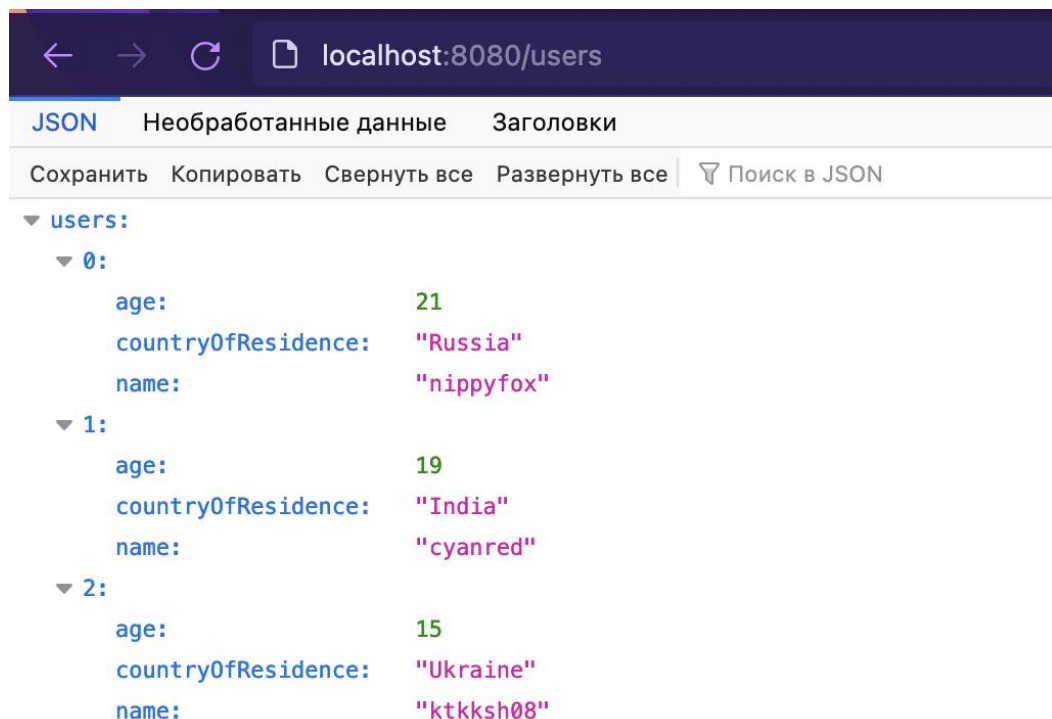 localhost:8080/users
JSON Необработанные данные Заголовки
Сохранить Копировать Свернуть все Развернуть все Поиск в JSON
users:
0:
age: 21
countryOfResidence: "Russia"
name: "nippyfox"
1:
age: 19
countryOfResidence: "India"
name: "cyanred"
2:
age: 15
countryOfResidence: "Ukraine"
name: "ktkksh08"